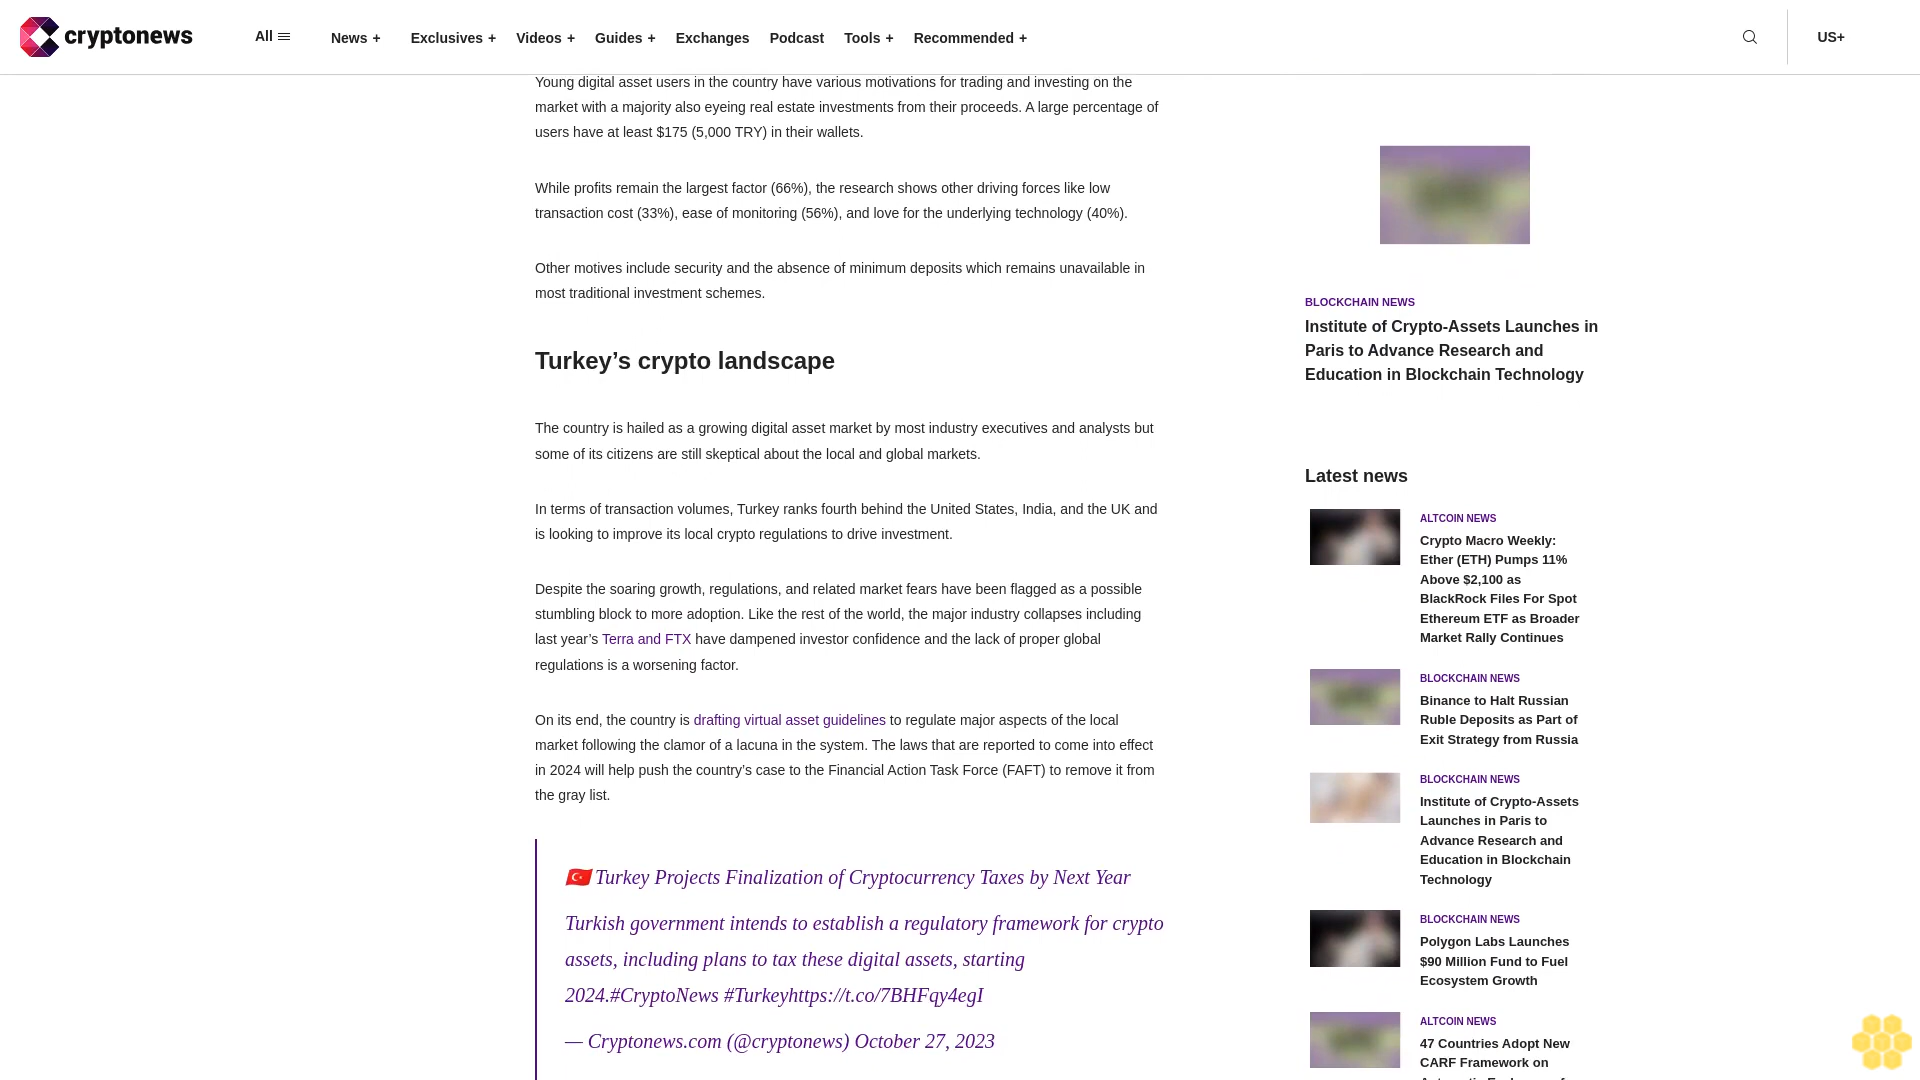 cryptonews
All
News +
Exclusives +
Videos +
Guides +
Exchanges
Podcast
Tools +
Recommended +
US+
Young digital asset users in the country have various motivations for trading and investing on the
market with a majority also eyeing real estate investments from their proceeds. A large percentage of
users have at least $175 (5,000 TRY) in their wallets.
While profits remain the largest factor (66%), the research shows other driving forces like low
transaction cost (33%), ease of monitoring (56%), and love for the underlying technology (40%).
Other motives include security and the absence of minimum deposits which remains unavailable in
most traditional investment schemes.
Turkey’s crypto landscape
The country is hailed as a growing digital asset market by most industry executives and analysts but
some of its citizens are still skeptical about the local and global markets.
In terms of transaction volumes, Turkey ranks fourth behind the United States, India, and the UK and
is looking to improve its local crypto regulations to drive investment.
Despite the soaring growth, regulations, and related market fears have been flagged as a possible
stumbling block to more adoption. Like the rest of the world, the major industry collapses including
last year’s Terra and FTX have dampened investor confidence and the lack of proper global
regulations is a worsening factor.
On its end, the country is drafting virtual asset guidelines to regulate major aspects of the local
market following the clamor of a lacuna in the system. The laws that are reported to come into effect
in 2024 will help push the country’s case to the Financial Action Task Force (FAFT) to remove it from
the gray list.
🇹🇷 Turkey Projects Finalization of Cryptocurrency Taxes by Next Year
Turkish government intends to establish a regulatory framework for crypto
assets, including plans to tax these digital assets, starting
2024.#CryptoNews #Turkeyhttps://t.co/7BHFqy4egI
— Cryptonews.com (@cryptonews) October 27, 2023
BLOCKCHAIN NEWS
Institute of Crypto-Assets Launches in
Paris to Advance Research and
Education in Blockchain Technology
Latest news
ALTCOIN NEWS
Crypto Macro Weekly:
Ether (ETH) Pumps 11%
Above $2,100 as
BlackRock Files For Spot
Ethereum ETF as Broader
Market Rally Continues
BLOCKCHAIN NEWS
Binance to Halt Russian
Ruble Deposits as Part of
Exit Strategy from Russia
BLOCKCHAIN NEWS
Institute of Crypto-Assets
Launches in Paris to
Advance Research and
Education in Blockchain
Technology
BLOCKCHAIN NEWS
Polygon Labs Launches
$90 Million Fund to Fuel
Ecosystem Growth
ALTCOIN NEWS
47 Countries Adopt New
CARF Framework on